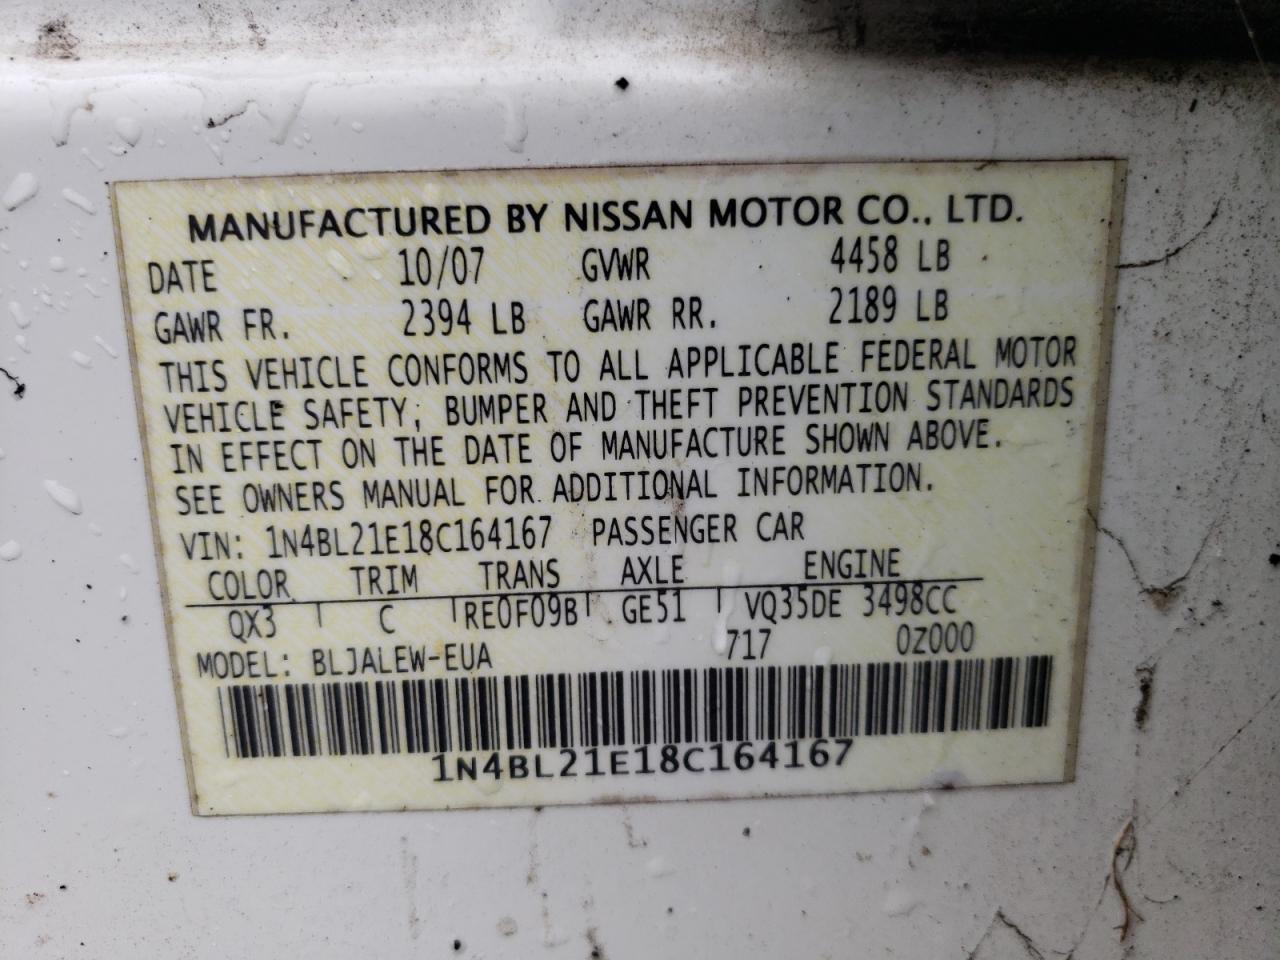 MANUFACTURED BY NISSAN MOTOR CO., LTD.
DATE 10/07 GVWR 4458 LB
GAWR FR. 2394 LB GAWR RR. 2189 LB
THIS VEHICLE CONFORMS TO ALL APPLICABLE FEDERAL MOTOR
VEHICLE SAFETY, BUMPER AND THEFT PREVENTION STANDARDS
IN EFFECT ON THE DATE OF MANUFACTURE SHOWN ABOVE.
SEE OWNERS MANUAL FOR ADDITIONAL INFORMATION.
VIN: 1N4BL21E18C164167 PASSENGER CAR
COLOR TRIM TRANS AXLE ENGINE
QX3 C RE0F09B GE51 VQ35DE 3498CC
MODEL: BLJALEW-EUA 717 0Z000
1N4BL21E18C164167